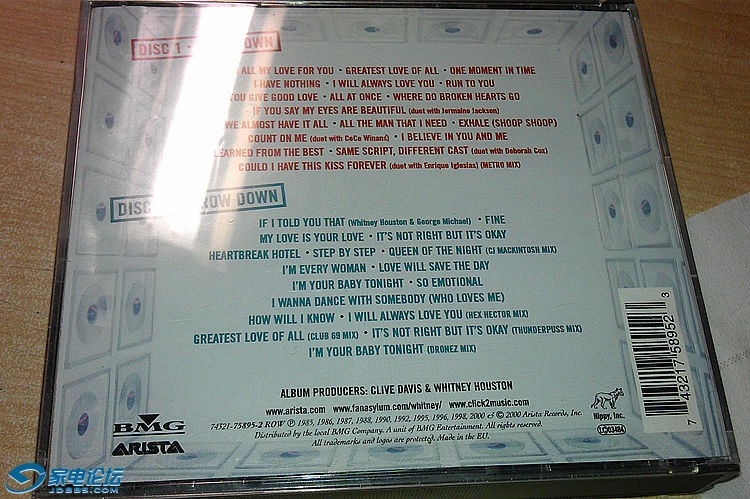 DISC 1 · DOWN
ALL MY LOVE FOR YOU · GREATEST LOVE OF ALL · ONE MOMENT IN TIME
I HAVE NOTHING · I WILL ALWAYS LOVE YOU · RUN TO YOU
YOU GIVE GOOD LOVE · ALL AT ONCE · WHERE DO BROKEN HEARTS GO
IF YOU SAY MY EYES ARE BEAUTIFUL (duet with Jermaine Jackson)
WE ALMOST HAVE IT ALL · ALL THE MAN THAT I NEED · EXHALE (SHOOP SHOOP)
COUNT ON ME (duet with CeCe Winans) · I BELIEVE IN YOU AND ME
LEARNED FROM THE BEST · SAME SCRIPT, DIFFERENT CAST (duet with Deborah Cox)
COULD I HAVE THIS KISS FOREVER (duet with Enrique Iglesias) (METRO MIX)
DISC ROW DOWN
IF I TOLD YOU THAT (Whitney Houston & George Michael) · FINE
MY LOVE IS YOUR LOVE · IT'S NOT RIGHT BUT IT'S OKAY
HEARTBREAK HOTEL · STEP BY STEP · QUEEN OF THE NIGHT (CJ MACKINTOSH MIX)
I'M EVERY WOMAN · LOVE WILL SAVE THE DAY
I'M YOUR BABY TONIGHT · SO EMOTIONAL
I WANNA DANCE WITH SOMEBODY (WHO LOVES ME)
HOW WILL I KNOW · I WILL ALWAYS LOVE YOU (HEX HECTOR MIX)
GREATEST LOVE OF ALL (CLUB 69 MIX) · IT'S NOT RIGHT BUT IT'S OKAY (THUNDERPUSS MIX)
I'M YOUR BABY TONIGHT (DRONEZ MIX)
ALBUM PRODUCERS: CLIVE DAVIS & WHITNEY HOUSTON
www.arista.com www.fanasylum.com/whitney/ www.click2music.com
74321-75895-2 ROW ℗ 1985, 1986, 1987, 1988, 1990, 1992, 1995, 1996, 1998, 2000 & © 2000 Arista Records, Inc.
Distributed by the local BMG Company. A unit of BMG Entertainment. All rights reserved.
All trademarks and logos are protected. Made in the EU.
BMG
ARISTA
Nippy, Inc.
LC03484
7 43217 58952 3
家电论坛
JD8BS.COM